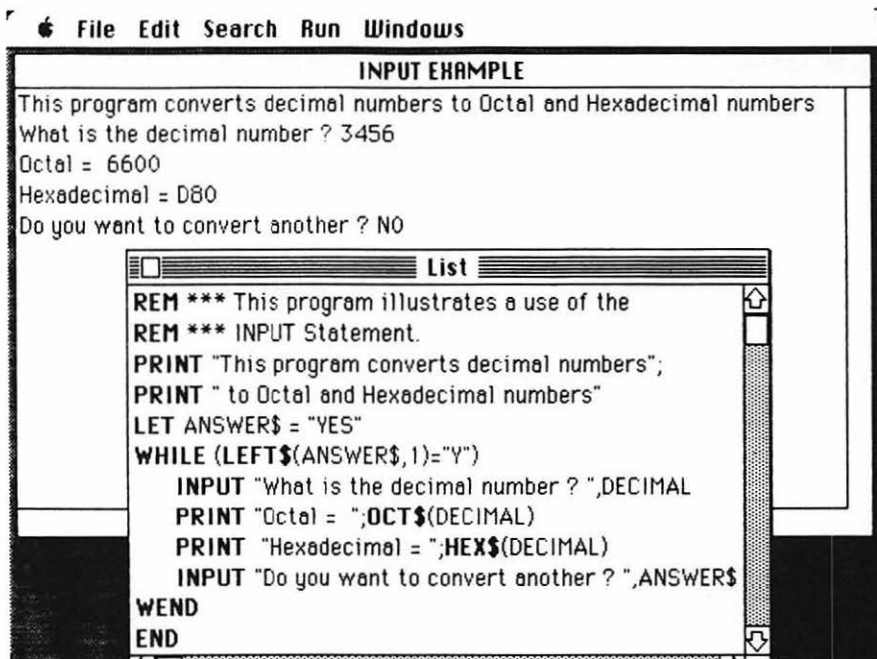 File Edit Search Run Windows
INPUT EXAMPLE
This program converts decimal numbers to Octal and Hexadecimal numbers
What is the decimal number ? 3456
Octal = 6600
Hexadecimal = D80
Do you want to convert another ? NO
List
REM *** This program illustrates a use of the
REM *** INPUT Statement.
PRINT "This program converts decimal numbers";
PRINT " to Octal and Hexadecimal numbers"
LET ANSWER$ = "YES"
WHILE (LEFT$(ANSWER$,1)="Y")
INPUT "What is the decimal number ? ",DECIMAL
PRINT "Octal = ";OCT$(DECIMAL)
PRINT "Hexadecimal = ";HEX$(DECIMAL)
INPUT "Do you want to convert another ? ",ANSWER$
WEND
END